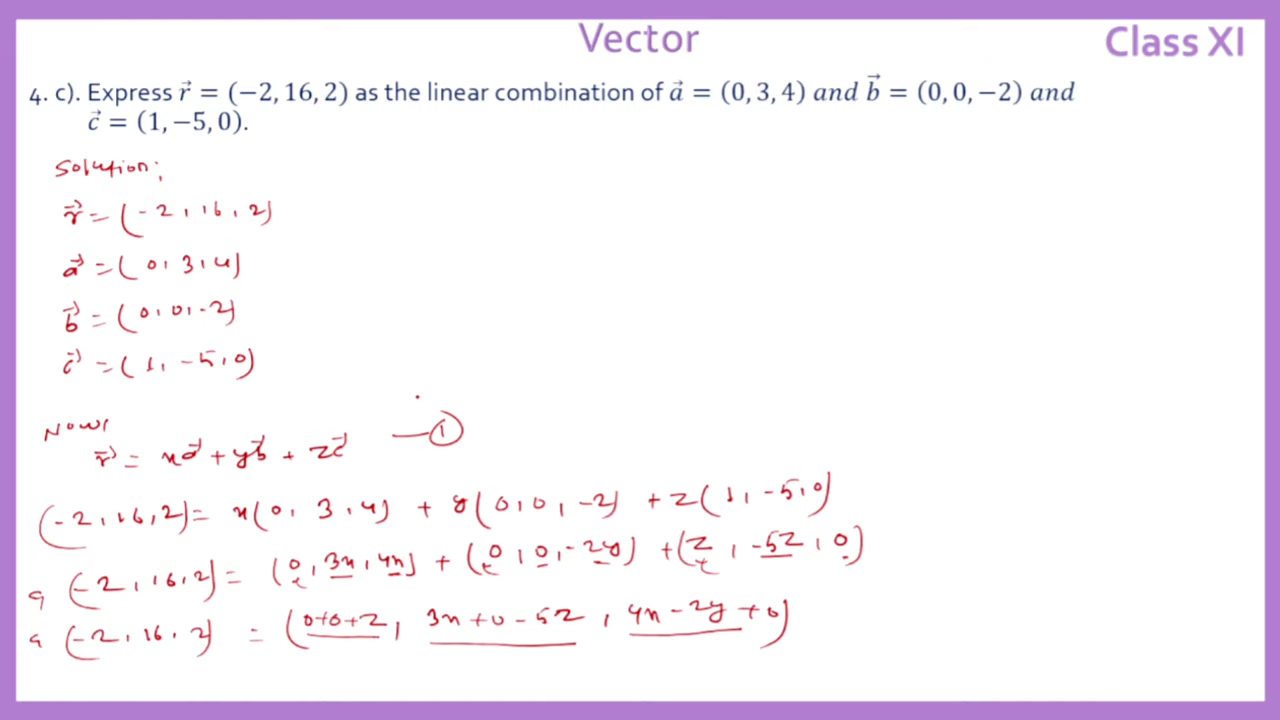 Vector
Class XI
4. c). Express r⃗ = (−2, 16, 2) as the linear combination of a⃗ = (0, 3, 4) and b⃗ = (0, 0, −2) and
c⃗ = (1, −5, 0).
Solution:
r⃗ = (-2, 16, 2)
a⃗ = (0, 3, 4)
b⃗ = (0, 0, -2)
c⃗ = (1, -5, 0)
Now,
r⃗ = xa⃗ + yb⃗ + zc⃗ —①
(-2, 16, 2) = x(0, 3, 4) + y(0, 0, -2) + z(1, -5, 0)
(-2, 16, 2) = (0, 3x, 4x) + (0, 0, -2y) + (z, -5z, 0)
(-2, 16, 2) = (0+0+z, 3x+0-5z, 4x-2y+0)